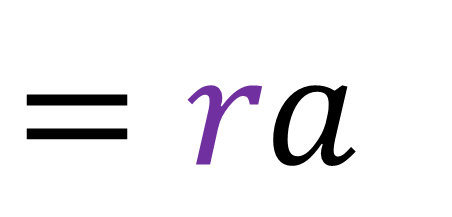 = ra